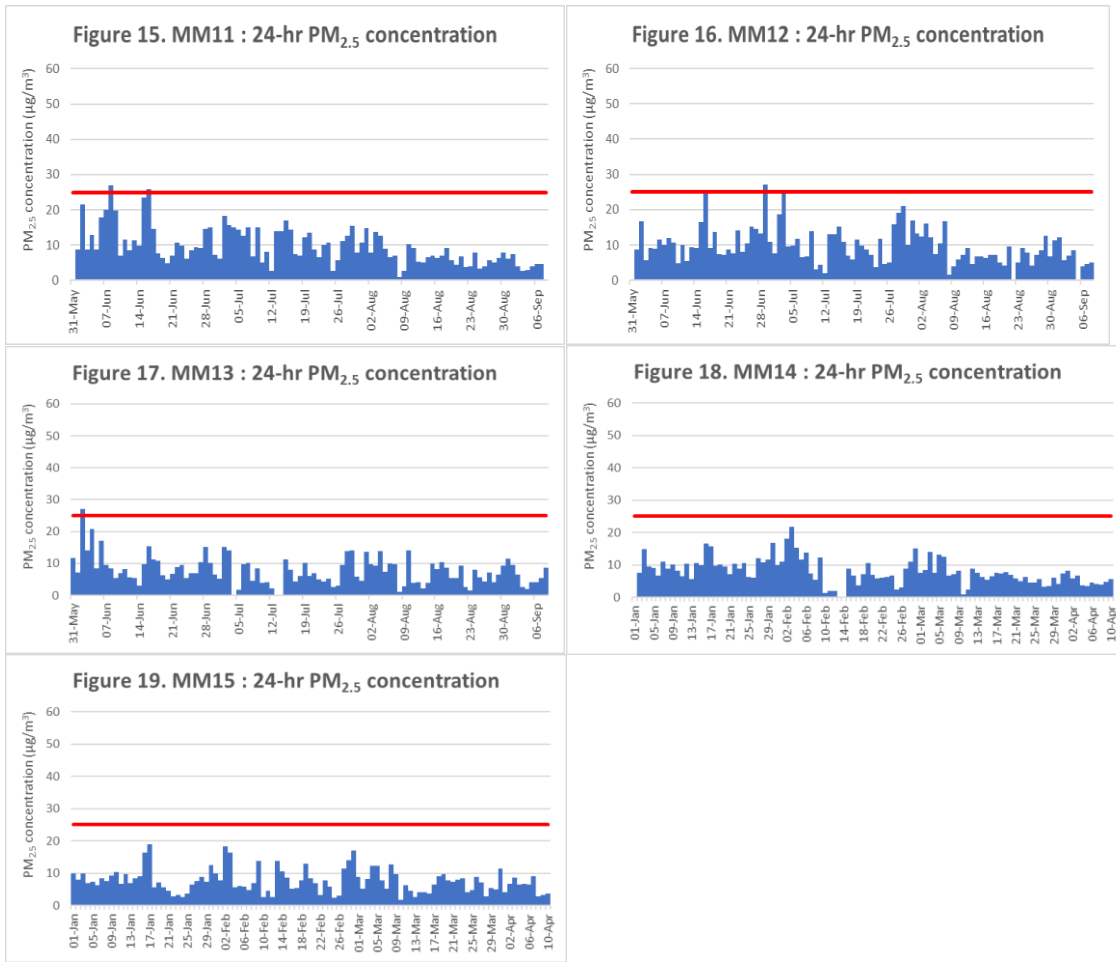 Figure 15. MM11 : 24-hr PM2.5 concentration
PM2.5 concentration (µg/m³)
60
50
40
30
20
10
0
31-May
07-Jun
14-Jun
21-Jun
28-Jun
05-Jul
12-Jul
19-Jul
26-Jul
02-Aug
09-Aug
16-Aug
23-Aug
30-Aug
06-Sep
Figure 16. MM12 : 24-hr PM2.5 concentration
PM2.5 concentration (µg/m³)
60
50
40
30
20
10
0
31-May
07-Jun
14-Jun
21-Jun
28-Jun
05-Jul
12-Jul
19-Jul
26-Jul
02-Aug
09-Aug
16-Aug
23-Aug
30-Aug
06-Sep
Figure 17. MM13 : 24-hr PM2.5 concentration
PM2.5 concentration (µg/m³)
60
50
40
30
20
10
0
31-May
07-Jun
14-Jun
21-Jun
28-Jun
05-Jul
12-Jul
19-Jul
26-Jul
02-Aug
09-Aug
16-Aug
23-Aug
30-Aug
06-Sep
Figure 18. MM14 : 24-hr PM2.5 concentration
PM2.5 concentration (µg/m³)
60
50
40
30
20
10
0
01-Jan
05-Jan
09-Jan
13-Jan
17-Jan
21-Jan
25-Jan
29-Jan
02-Feb
06-Feb
10-Feb
14-Feb
18-Feb
22-Feb
26-Feb
01-Mar
05-Mar
09-Mar
13-Mar
17-Mar
21-Mar
25-Mar
29-Mar
02-Apr
06-Apr
10-Apr
Figure 19. MM15 : 24-hr PM2.5 concentration
PM2.5 concentration (µg/m³)
60
50
40
30
20
10
0
01-Jan
05-Jan
09-Jan
13-Jan
17-Jan
21-Jan
25-Jan
29-Jan
02-Feb
06-Feb
10-Feb
14-Feb
18-Feb
22-Feb
26-Feb
01-Mar
05-Mar
09-Mar
13-Mar
17-Mar
21-Mar
25-Mar
29-Mar
02-Apr
06-Apr
10-Apr